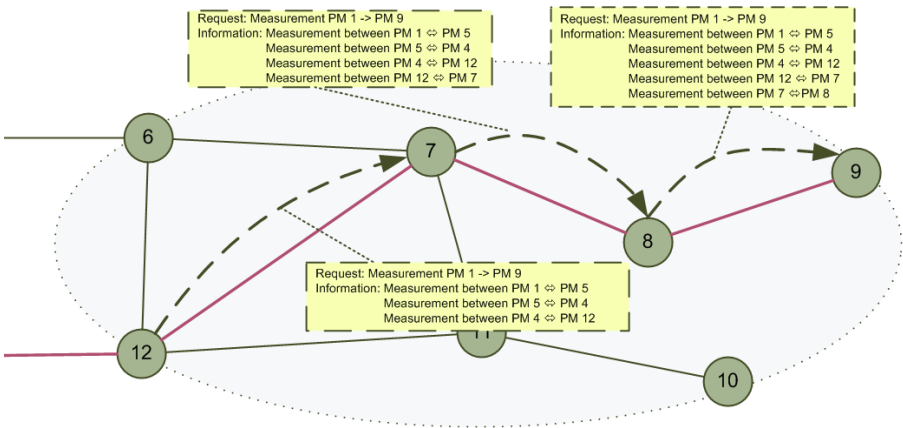 Request: Measurement PM 1 -> PM 9
Information: Measurement between PM 1 ⇔ PM 5
Measurement between PM 5 ⇔ PM 4
Measurement between PM 4 ⇔ PM 12
Measurement between PM 12 ⇔ PM 7
Request: Measurement PM 1 -> PM 9
Information: Measurement between PM 1 ⇔ PM 5
Measurement between PM 5 ⇔ PM 4
Measurement between PM 4 ⇔ PM 12
Measurement between PM 12 ⇔ PM 7
Measurement between PM 7 ⇔PM 8
6
7
9
8
Request: Measurement PM 1 -> PM 9
Information: Measurement between PM 1 ⇔ PM 5
Measurement between PM 5 ⇔ PM 4
Measurement between PM 4 ⇔ PM 12
11
12
10